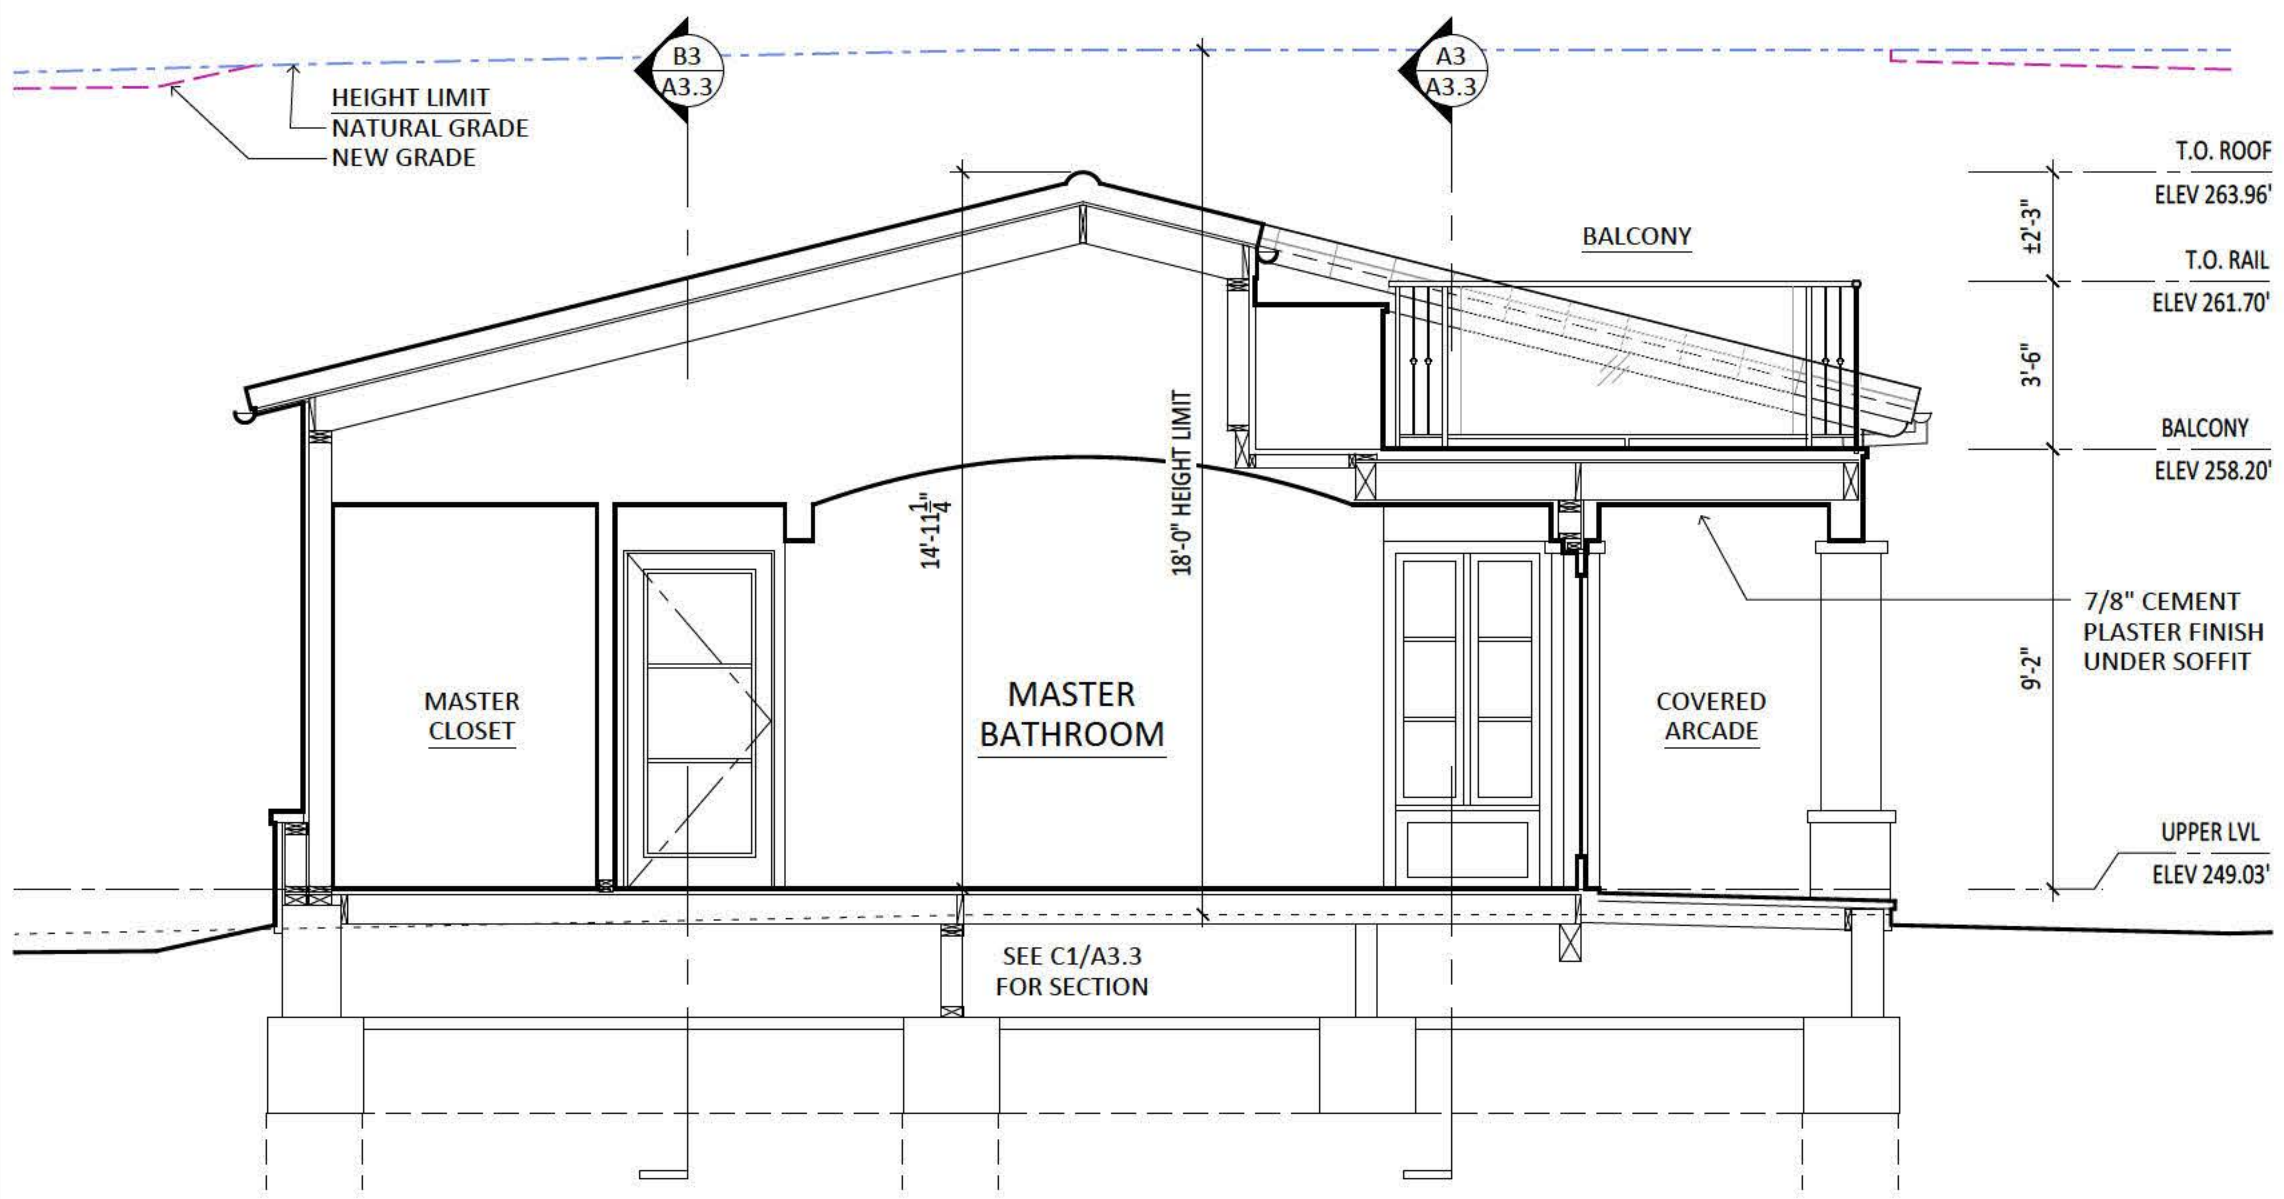 B3
A3.3
A3
A3.3
HEIGHT LIMIT
NATURAL GRADE
NEW GRADE
T.O. ROOF
ELEV 263.96'
±2'-3"
BALCONY
T.O. RAIL
ELEV 261.70'
3'-6"
BALCONY
ELEV 258.20'
14'-11 1/4"
18'-0" HEIGHT LIMIT
7/8" CEMENT
PLASTER FINISH
UNDER SOFFIT
9'-2"
MASTER
CLOSET
MASTER
BATHROOM
COVERED
ARCADE
UPPER LVL
ELEV 249.03'
SEE C1/A3.3
FOR SECTION